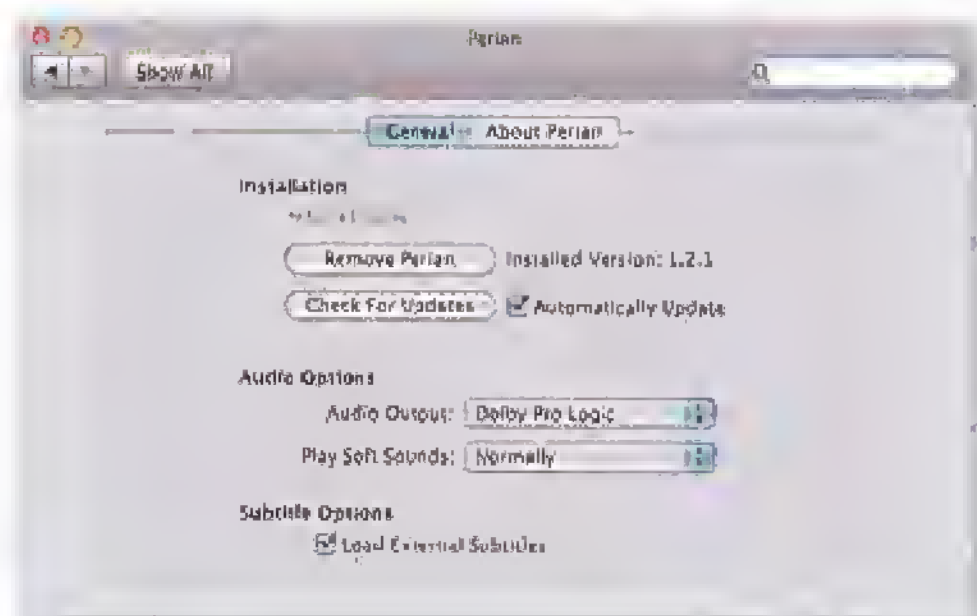 Perian
Show All
General About Perian
Installation
Remove Perian Installed Version: 1.2.1
Check For Updates Automatically Update
Audio Options
Audio Output: Dolby Pro Logic
Play Soft Sounds: Normally
Subtitle Options
Load External Subtitles